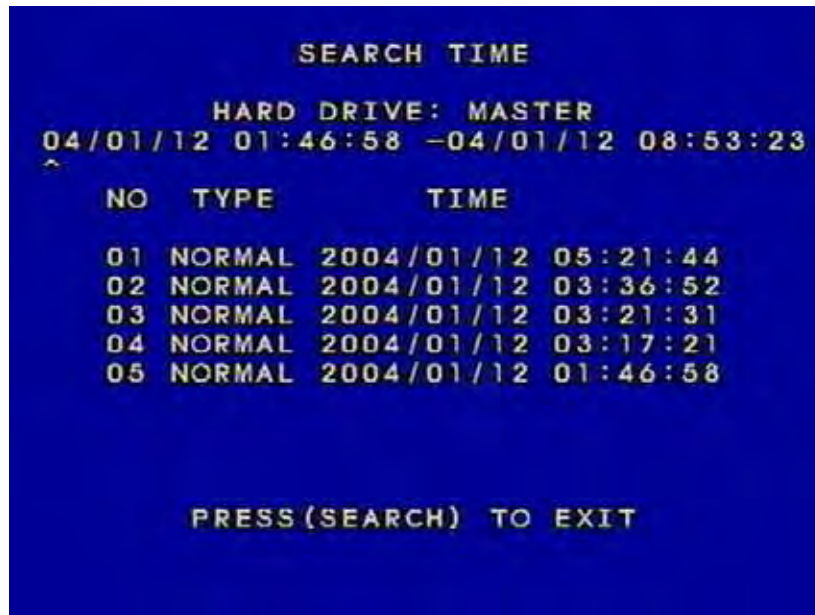 SEARCH TIME
HARD DRIVE: MASTER
04/01/12 01:46:58 -04/01/12 08:53:23
^
NO TYPE TIME
01 NORMAL 2004/01/12 05:21:44
02 NORMAL 2004/01/12 03:36:52
03 NORMAL 2004/01/12 03:21:31
04 NORMAL 2004/01/12 03:17:21
05 NORMAL 2004/01/12 01:46:58
PRESS(SEARCH) TO EXIT